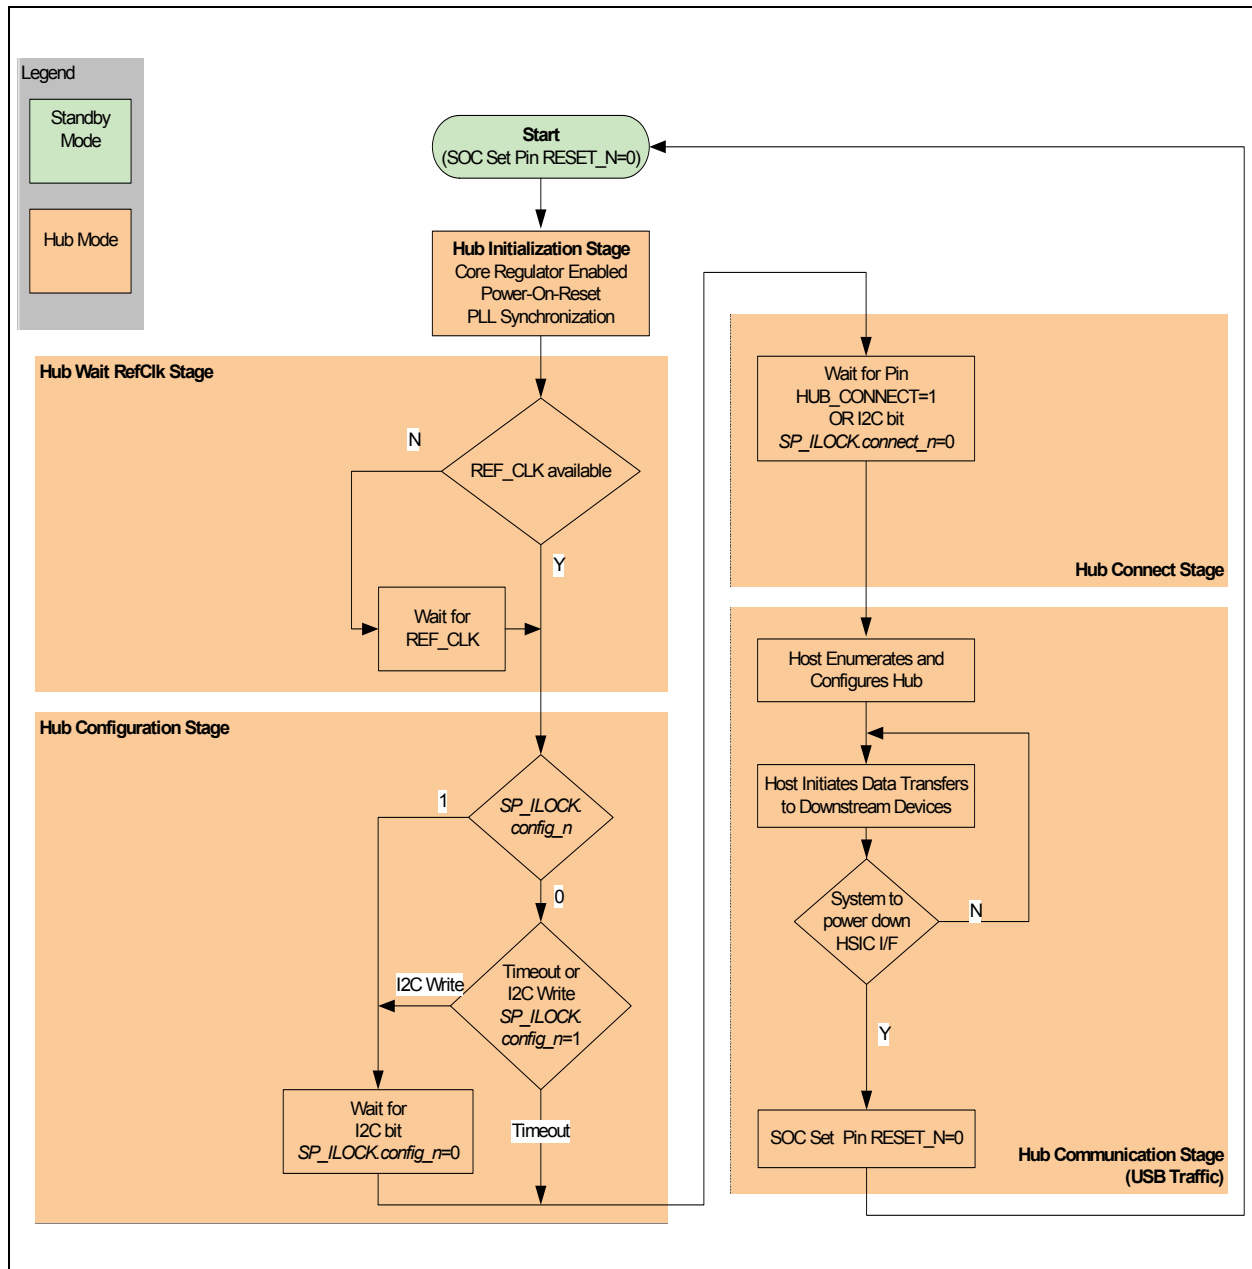 Legend
Standby
Mode
Hub Mode
Start
(SOC Set Pin RESET_N=0)
Hub Initialization Stage
Core Regulator Enabled
Power-On-Reset
PLL Synchronization
Hub Wait RefClk Stage
N
REF_CLK available
Y
Wait for
REF_CLK
Hub Configuration Stage
1
SP_ILOCK.
config_n
0
I2C Write
Timeout or
I2C Write
SP_ILOCK.
config_n=1
Wait for
I2C bit
SP_ILOCK.config_n=0
Timeout
Wait for Pin
HUB_CONNECT=1
OR I2C bit
SP_ILOCK.connect_n=0
Hub Connect Stage
Host Enumerates and
Configures Hub
Host Initiates Data Transfers
to Downstream Devices
System to
power down
HSIC I/F
N
Y
SOC Set Pin RESET_N=0
Hub Communication Stage
(USB Traffic)